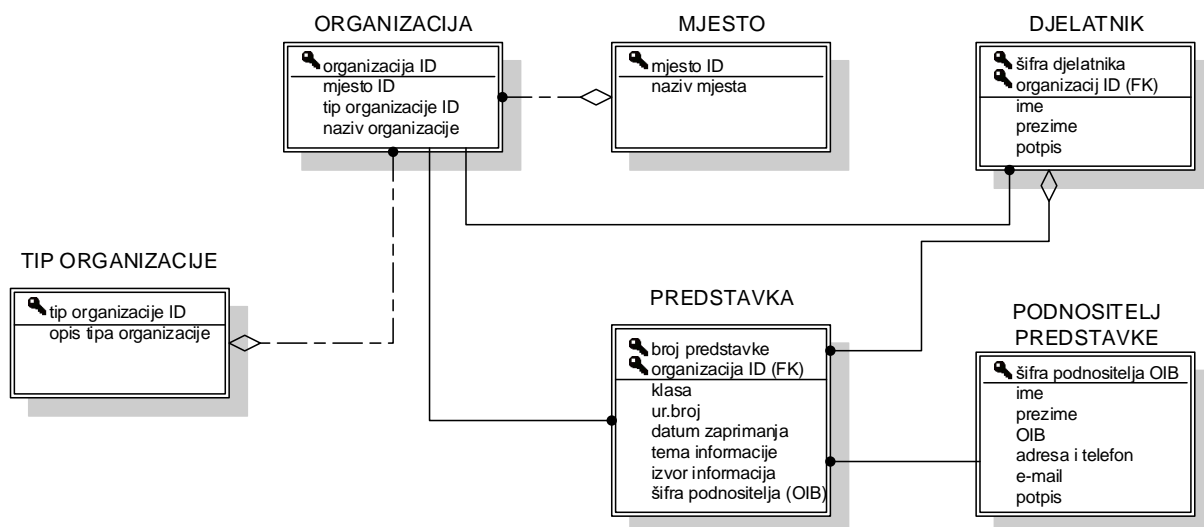 ORGANIZACIJA
organizacija ID
mjesto ID
tip organizacije ID
naziv organizacije
MJESTO
mjesto ID
naziv mjesta
DJELATNIK
šifra djelatnika
organizacij ID (FK)
ime
prezime
potpis
TIP ORGANIZACIJE
tip organizacije ID
opis tipa organizacije
PREDSTAVKA
broj predstavke
organizacija ID (FK)
klasa
ur.broj
datum zaprimanja
tema informacije
izvor informacija
šifra podnositelja (OIB)
PODNOSITELJ
PREDSTAVKE
šifra podnositelja OIB
ime
prezime
OIB
adresa i telefon
e-mail
potpis